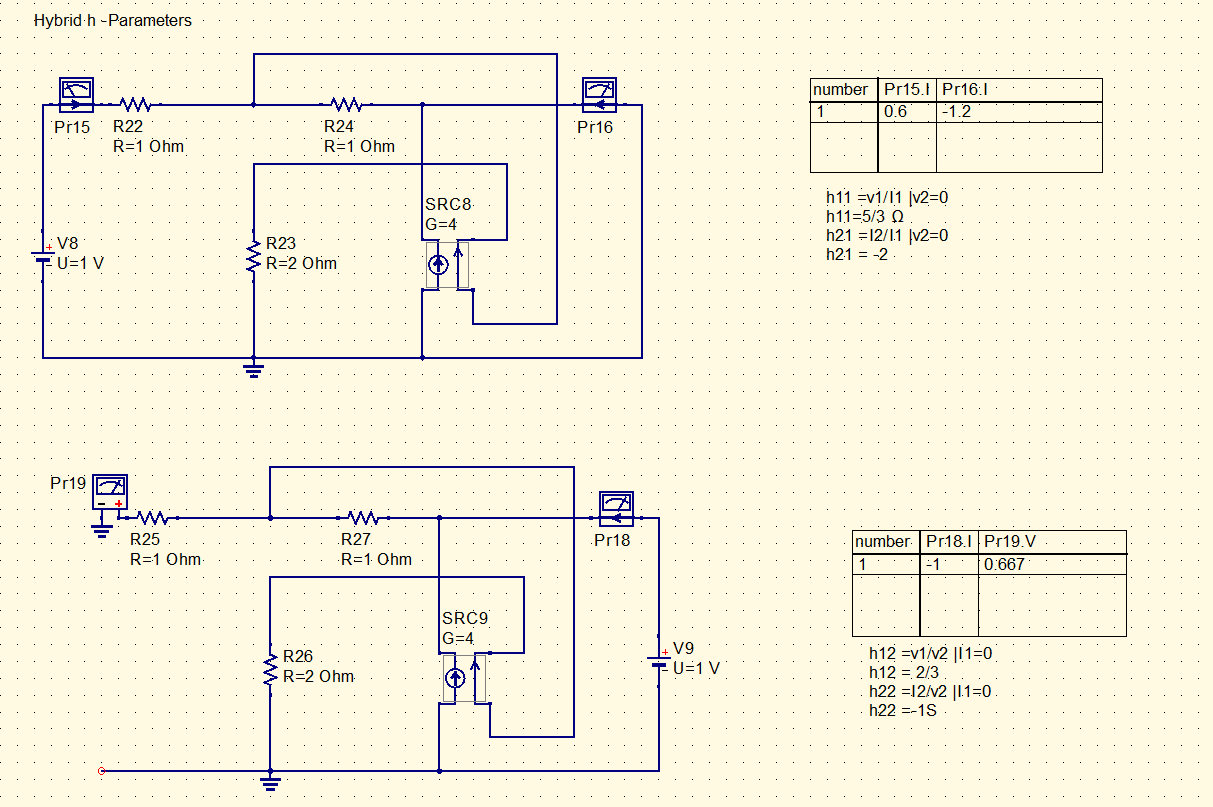 Hybrid h -Parameters
Pr15
R22
R=1 Ohm
R24
R=1 Ohm
Pr16
SRC8
G=4
V8
U=1 V
R23
R=2 Ohm
number Pr15.I Pr16.I
1 0.6 -1.2
h11 =v1/I1 |v2=0
h11=5/3 Ω
h21 =I2/I1 |v2=0
h21 = -2
Pr19
R25
R=1 Ohm
R27
R=1 Ohm
Pr18
SRC9
G=4
R26
R=2 Ohm
V9
U=1 V
number Pr18.I Pr19.V
1 -1 0.667
h12 =v1/v2 |I1=0
h12 = 2/3
h22 =I2/v2 |I1=0
h22 =-1S